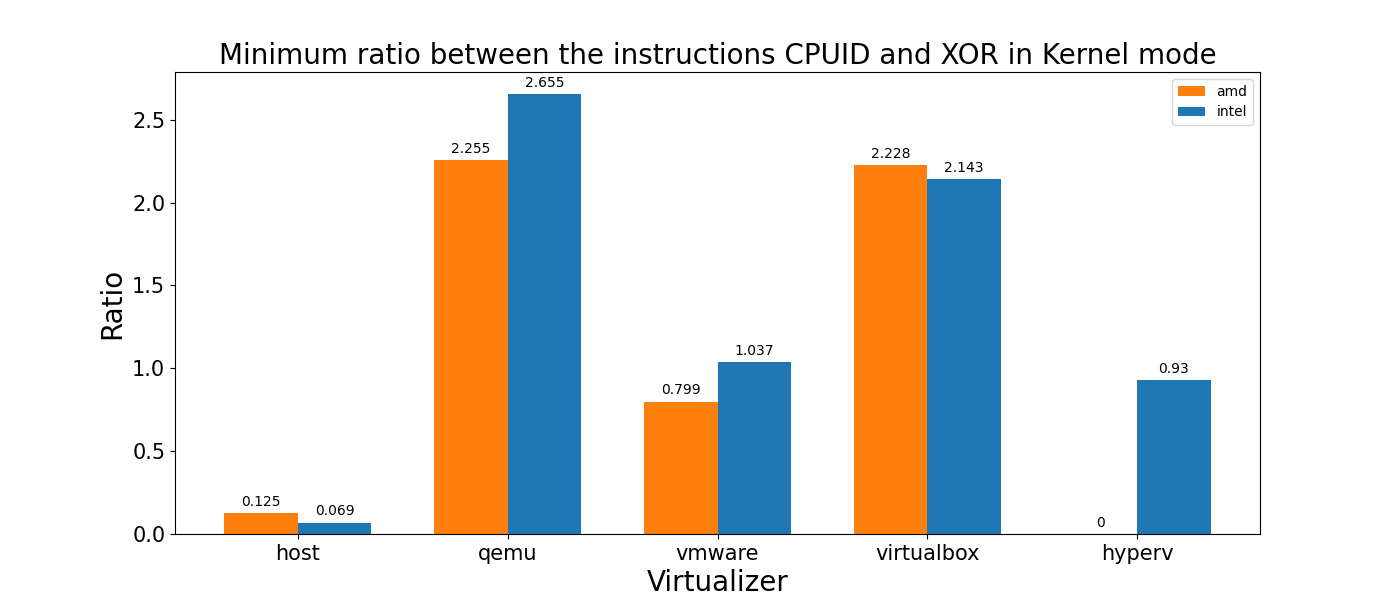 Minimum ratio between the instructions CPUID and XOR in Kernel mode
amd
intel
2.655
2.255
2.228
2.143
1.037
0.799
0.93
0.125
0.069
0
2.5
2.0
1.5
1.0
0.5
0.0
Ratio
host
qemu
vmware
virtualbox
hyperv
Virtualizer